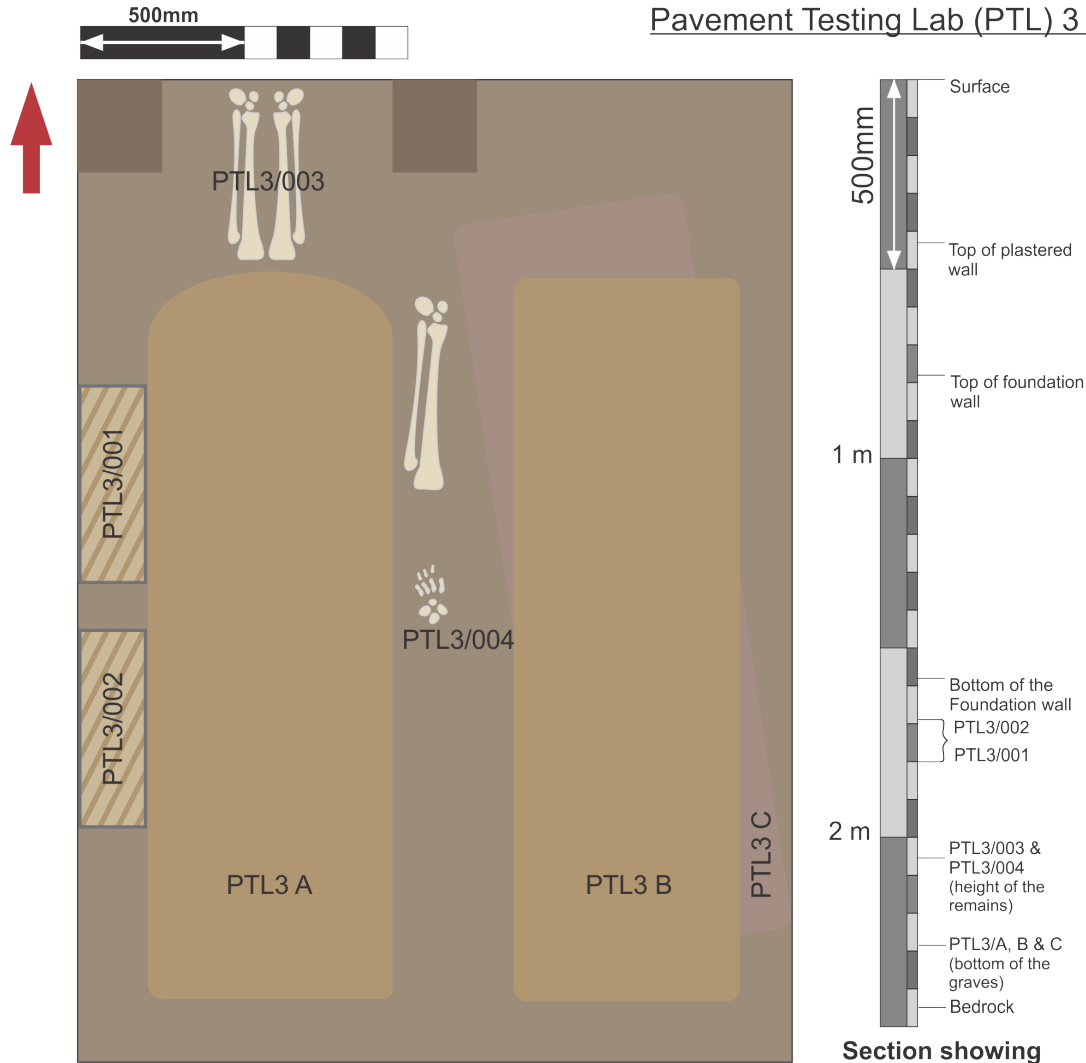 500mm
Pavement Testing Lab (PTL) 3
Surface
500mm
PTL3/003
Top of plastered
wall
Top of foundation
wall
PTL3/001
1 m
PTL3/004
Bottom of the
Foundation wall
PTL3/002
PTL3/001
PTL3/002
2 m
PTL3 C
PTL3/003 &
PTL3/004
(height of the
remains)
PTL3 A
PTL3 B
PTL3/A, B & C
(bottom of the
graves)
Bedrock
Section showing